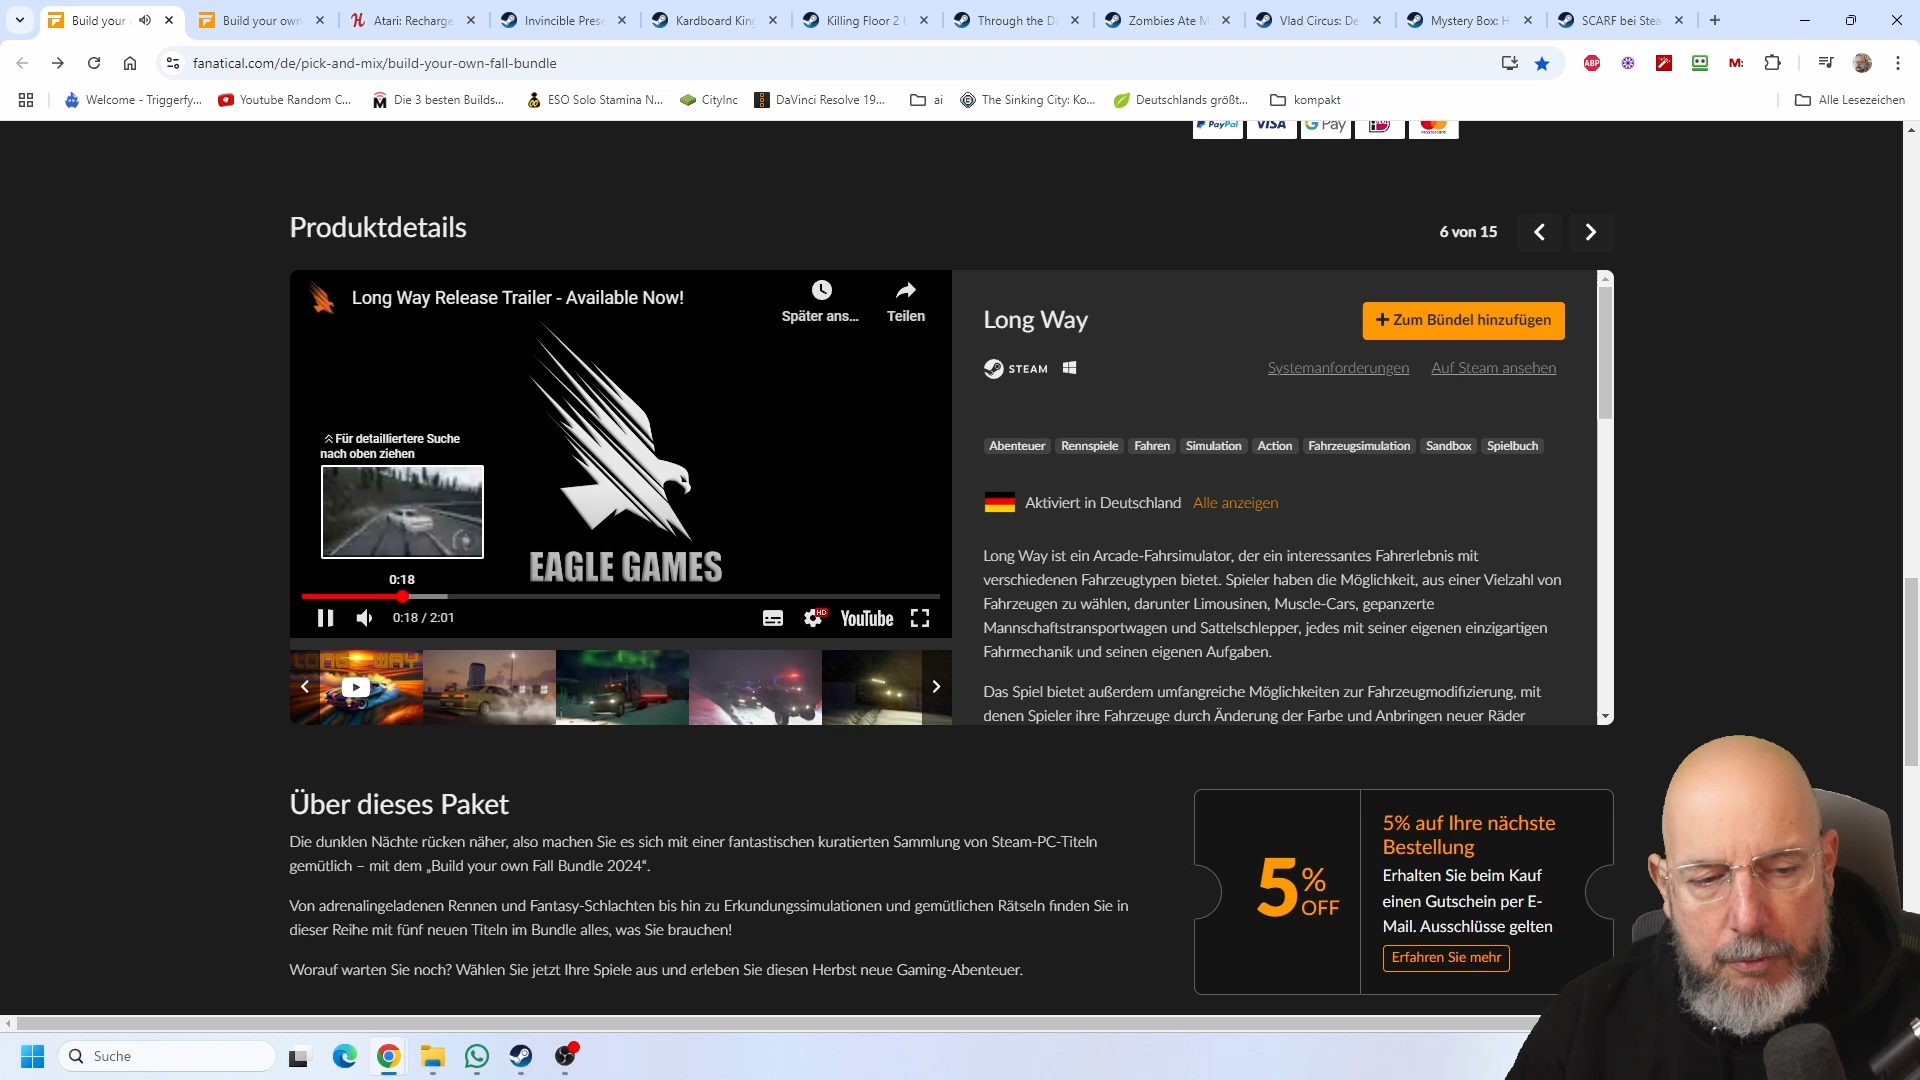 Build your o
Build your own
Atari: Recharge
Invincible Prese
Kardboard King
Killing Floor 2
Through the Da
Zombies Ate M
Vlad Circus: De
Mystery Box: H
SCARF bei Stea
fanatical.com/de/pick-and-mix/build-your-own-fall-bundle
ABP
M:
Welcome - Triggerfy...
Youtube Random C...
Die 3 besten Builds...
ESO Solo Stamina N...
CityInc
DaVinci Resolve 19...
ai
The Sinking City: Ko...
Deutschlands größt...
kompakt
Alle Lesezeichen
PayPal
VISA
G Pay
Produktdetails
6 von 15
Long Way Release Trailer - Available Now!
Später ans...
Teilen
Für detailliertere Suche
nach oben ziehen
EAGLE GAMES
0:18
0:18 / 2:01
HD
YouTube
LONG WAY
Long Way
+ Zum Bündel hinzufügen
STEAM
Systemanforderungen
Auf Steam ansehen
Abenteuer
Rennspiele
Fahren
Simulation
Action
Fahrzeugsimulation
Sandbox
Spielbuch
Aktiviert in Deutschland
Alle anzeigen
Long Way ist ein Arcade-Fahrsimulator, der ein interessantes Fahrerlebnis mit
verschiedenen Fahrzeugtypen bietet. Spieler haben die Möglichkeit, aus einer Vielzahl von
Fahrzeugen zu wählen, darunter Limousinen, Muscle-Cars, gepanzerte
Mannschaftstransportwagen und Sattelschlepper, jedes mit seiner eigenen einzigartigen
Fahrmechanik und seinen eigenen Aufgaben.
Das Spiel bietet außerdem umfangreiche Möglichkeiten zur Fahrzeugmodifizierung, mit
denen Spieler ihre Fahrzeuge durch Änderung der Farbe und Anbringen neuer Räder
Über dieses Paket
Die dunklen Nächte rücken näher, also machen Sie es sich mit einer fantastischen kuratierten Sammlung von Steam-PC-Titeln
gemütlich – mit dem „Build your own Fall Bundle 2024“.
Von adrenalingeladenen Rennen und Fantasy-Schlachten bis hin zu Erkundungssimulationen und gemütlichen Rätseln finden Sie in
dieser Reihe mit fünf neuen Titeln im Bundle alles, was Sie brauchen!
Worauf warten Sie noch? Wählen Sie jetzt Ihre Spiele aus und erleben Sie diesen Herbst neue Gaming-Abenteuer.
5% OFF
5% auf Ihre nächste
Bestellung
Erhalten Sie beim Kauf
einen Gutschein per E-
Mail. Ausschlüsse gelten
Erfahren Sie mehr
Suche